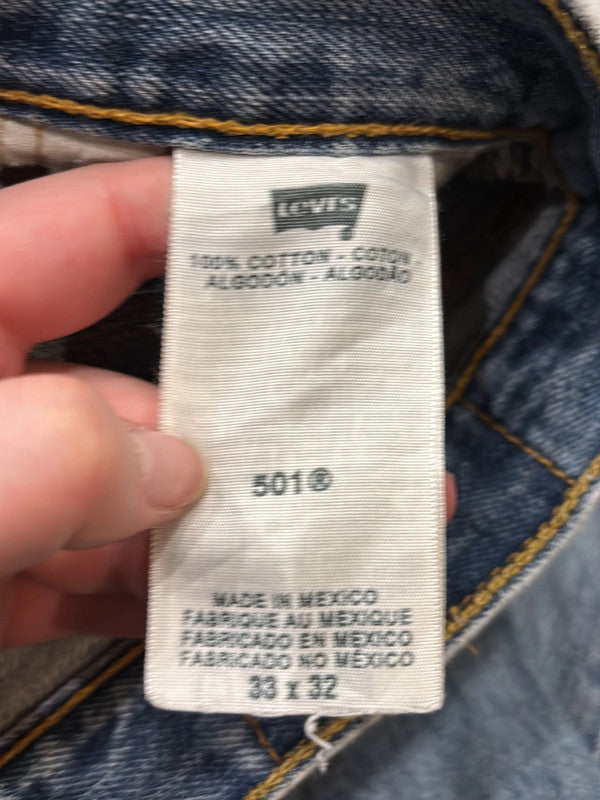 Levi's
100% COTTON - COTON
ALGODÓN - ALGODÃO
501®
MADE IN MEXICO
FABRIQUE AU MEXIQUE
FABRICADO EN MÉXICO
FABRICADO NO MÉXICO
33 x 32